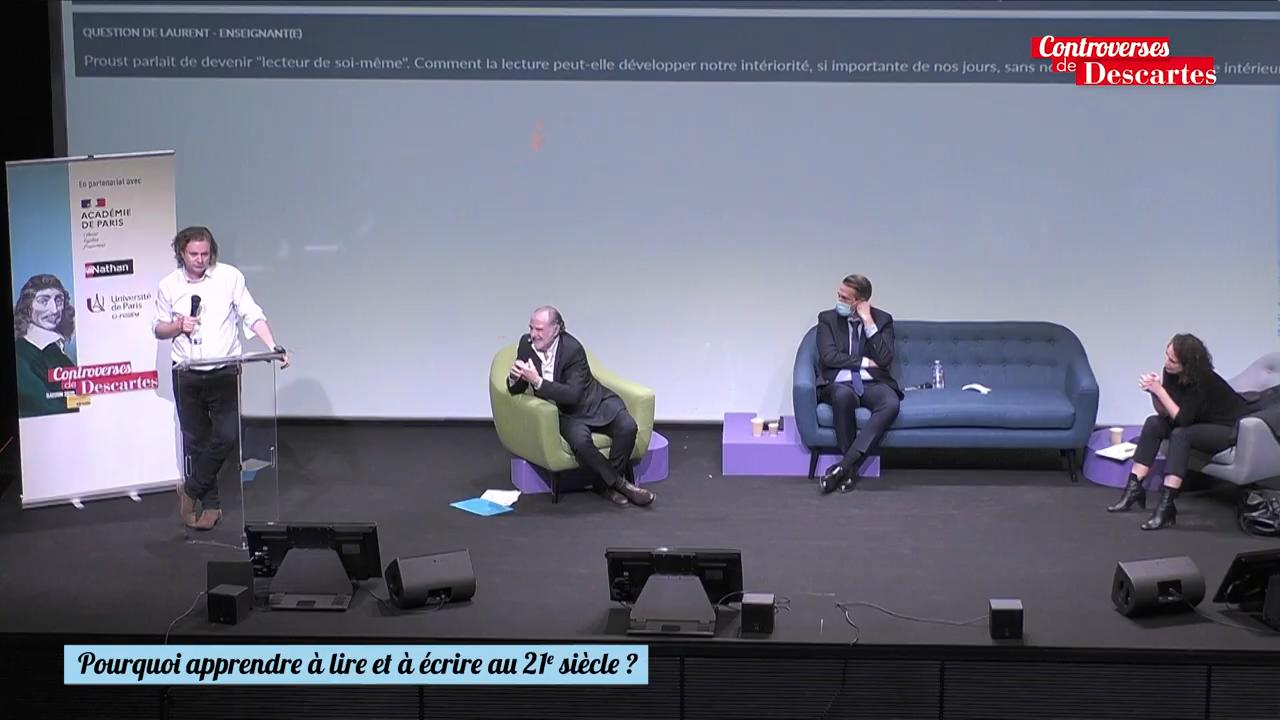 QUESTION DE LAURENT - ENSEIGNANT(E)
Proust parlait de devenir "lecteur de soi-même". Comment la lecture peut-elle développer notre intériorité, si importante de nos jours, sans
Controverses
de Descartes
En partenariat avec
ACADÉMIE
DE PARIS
Nathan
Université
de Paris
Controverses
de Descartes
Pourquoi apprendre à lire et à écrire au 21e siècle ?